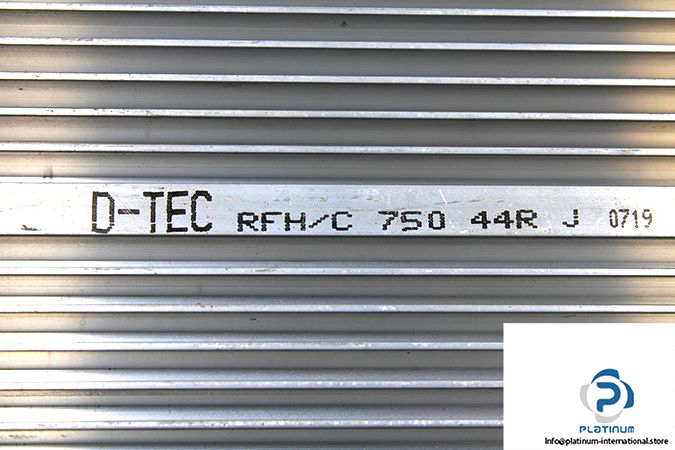 D-TEC RFH/C 750 44R J 0719
PLATINUM
Info@platinum-international.store